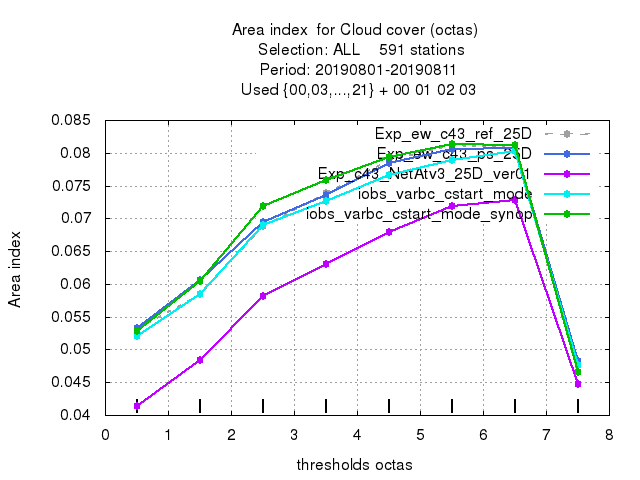 Area index  for Cloud cover (octas)
Selection: ALL    591 stations
Period: 20190801-20190811
Used {00,03,...,21} + 00 01 02 03
Exp_ew_c43_ref_25D
Exp_ew_c43_pc_25D
Exp_c43_NetAtv3_25D_ver01
iobs_varbc_cstart_mode
iobs_varbc_cstart_mode_synop
0.085
0.08
0.075
0.07
0.065
0.06
0.055
0.05
0.045
0.04
Area index
0 1 2 3 4 5 6 7 8
thresholds octas